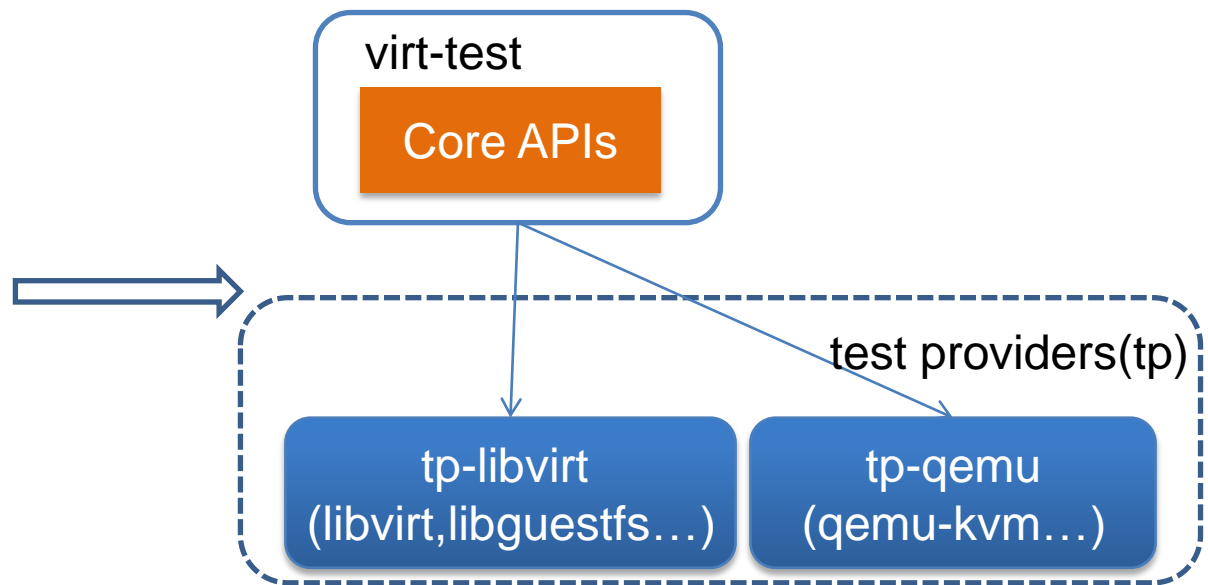 virt-test
Core APIs
test providers(tp)
tp-libvirt
(libvirt,libguestfs…)
tp-qemu
(qemu-kvm…)